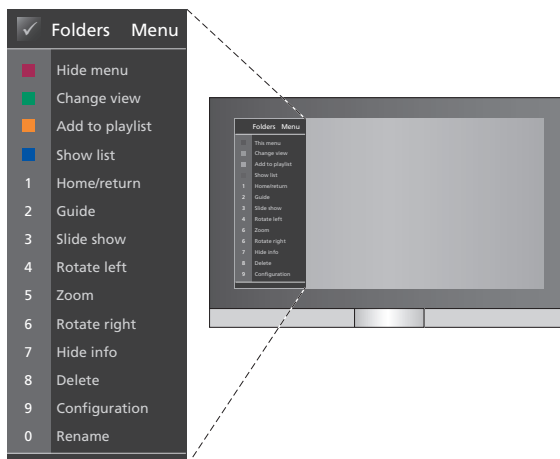 Folders Menu
Hide menu
Change view
Add to playlist
Show list
1 Home/return
2 Guide
3 Slide show
4 Rotate left
5 Zoom
6 Rotate right
7 Hide info
8 Delete
9 Configuration
0 Rename
Folders Menu
This menu
Change view
Add to playlist
Show list
1 Home/return
2 Guide
3 Slide show
4 Rotate left
6 Zoom
6 Rotate right
7 Hide info
8 Delete
9 Configuration